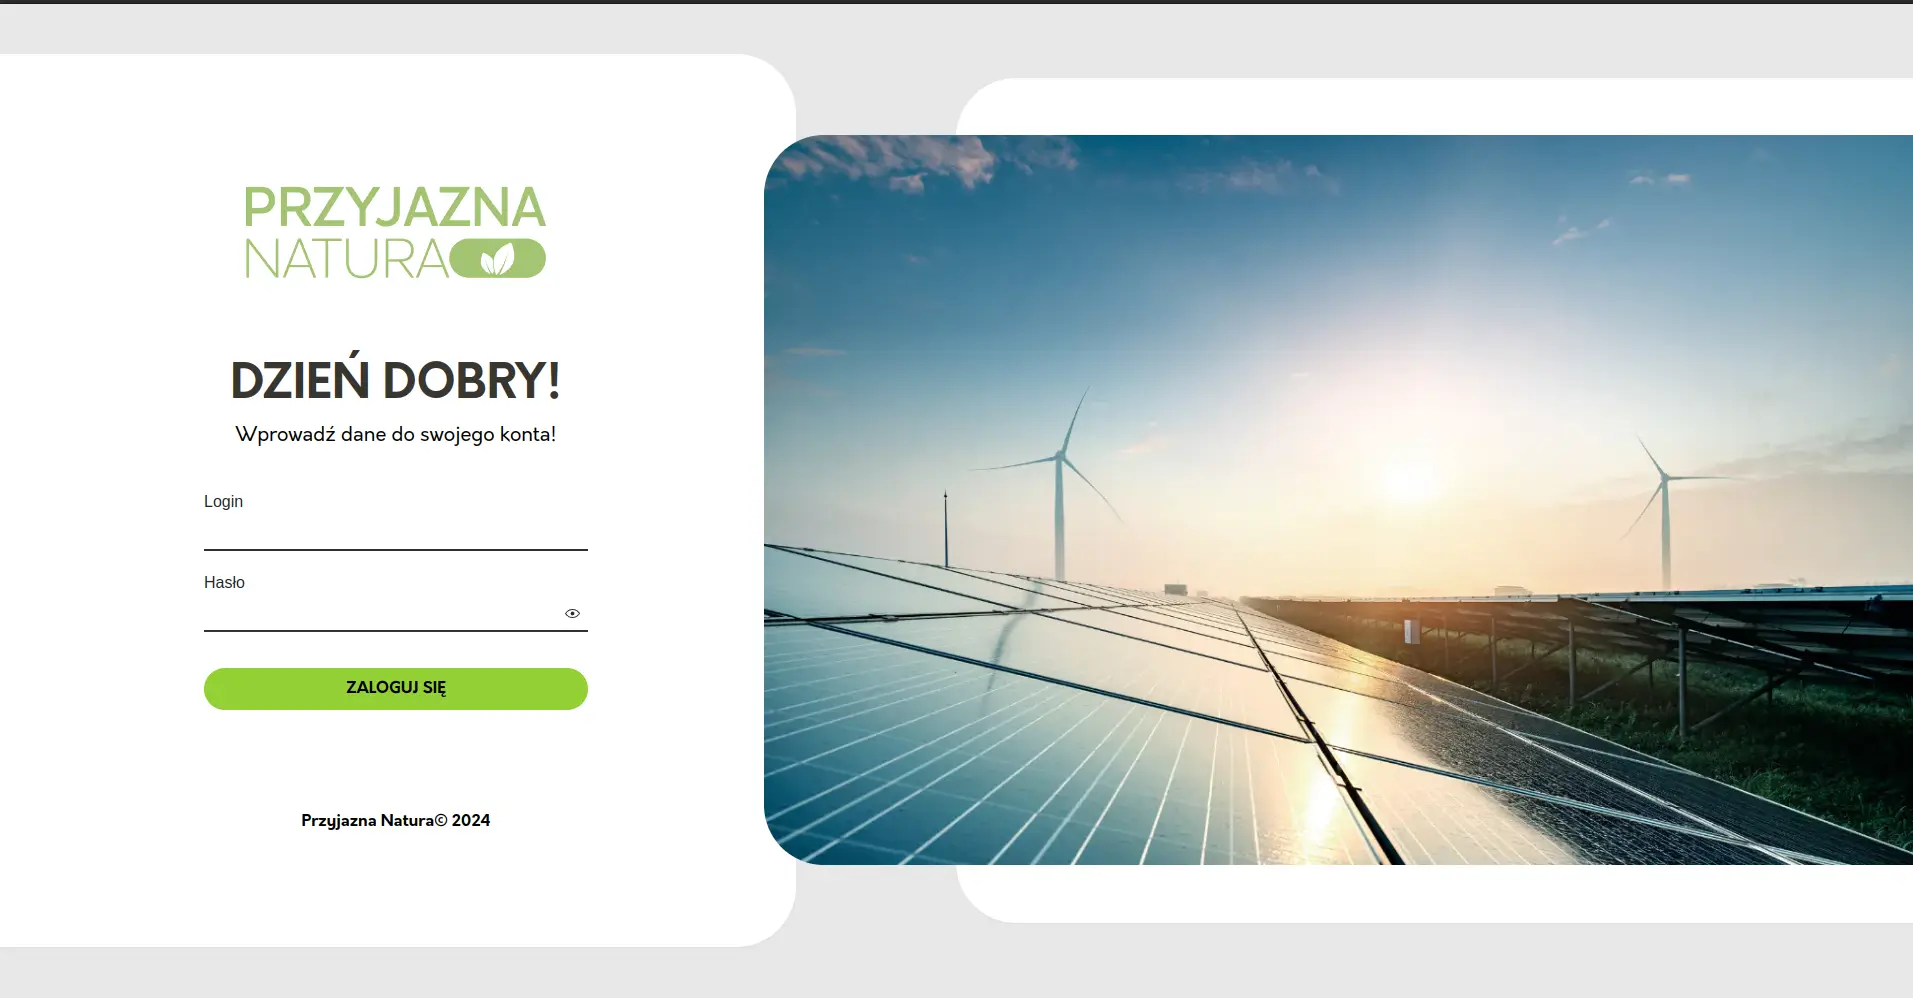 PRZYJAZNA
NATURA
DZIEŃ DOBRY!
Wprowadź dane do swojego konta!
Login
Hasło
ZALOGUJ SIĘ
Przyjazna Natura© 2024